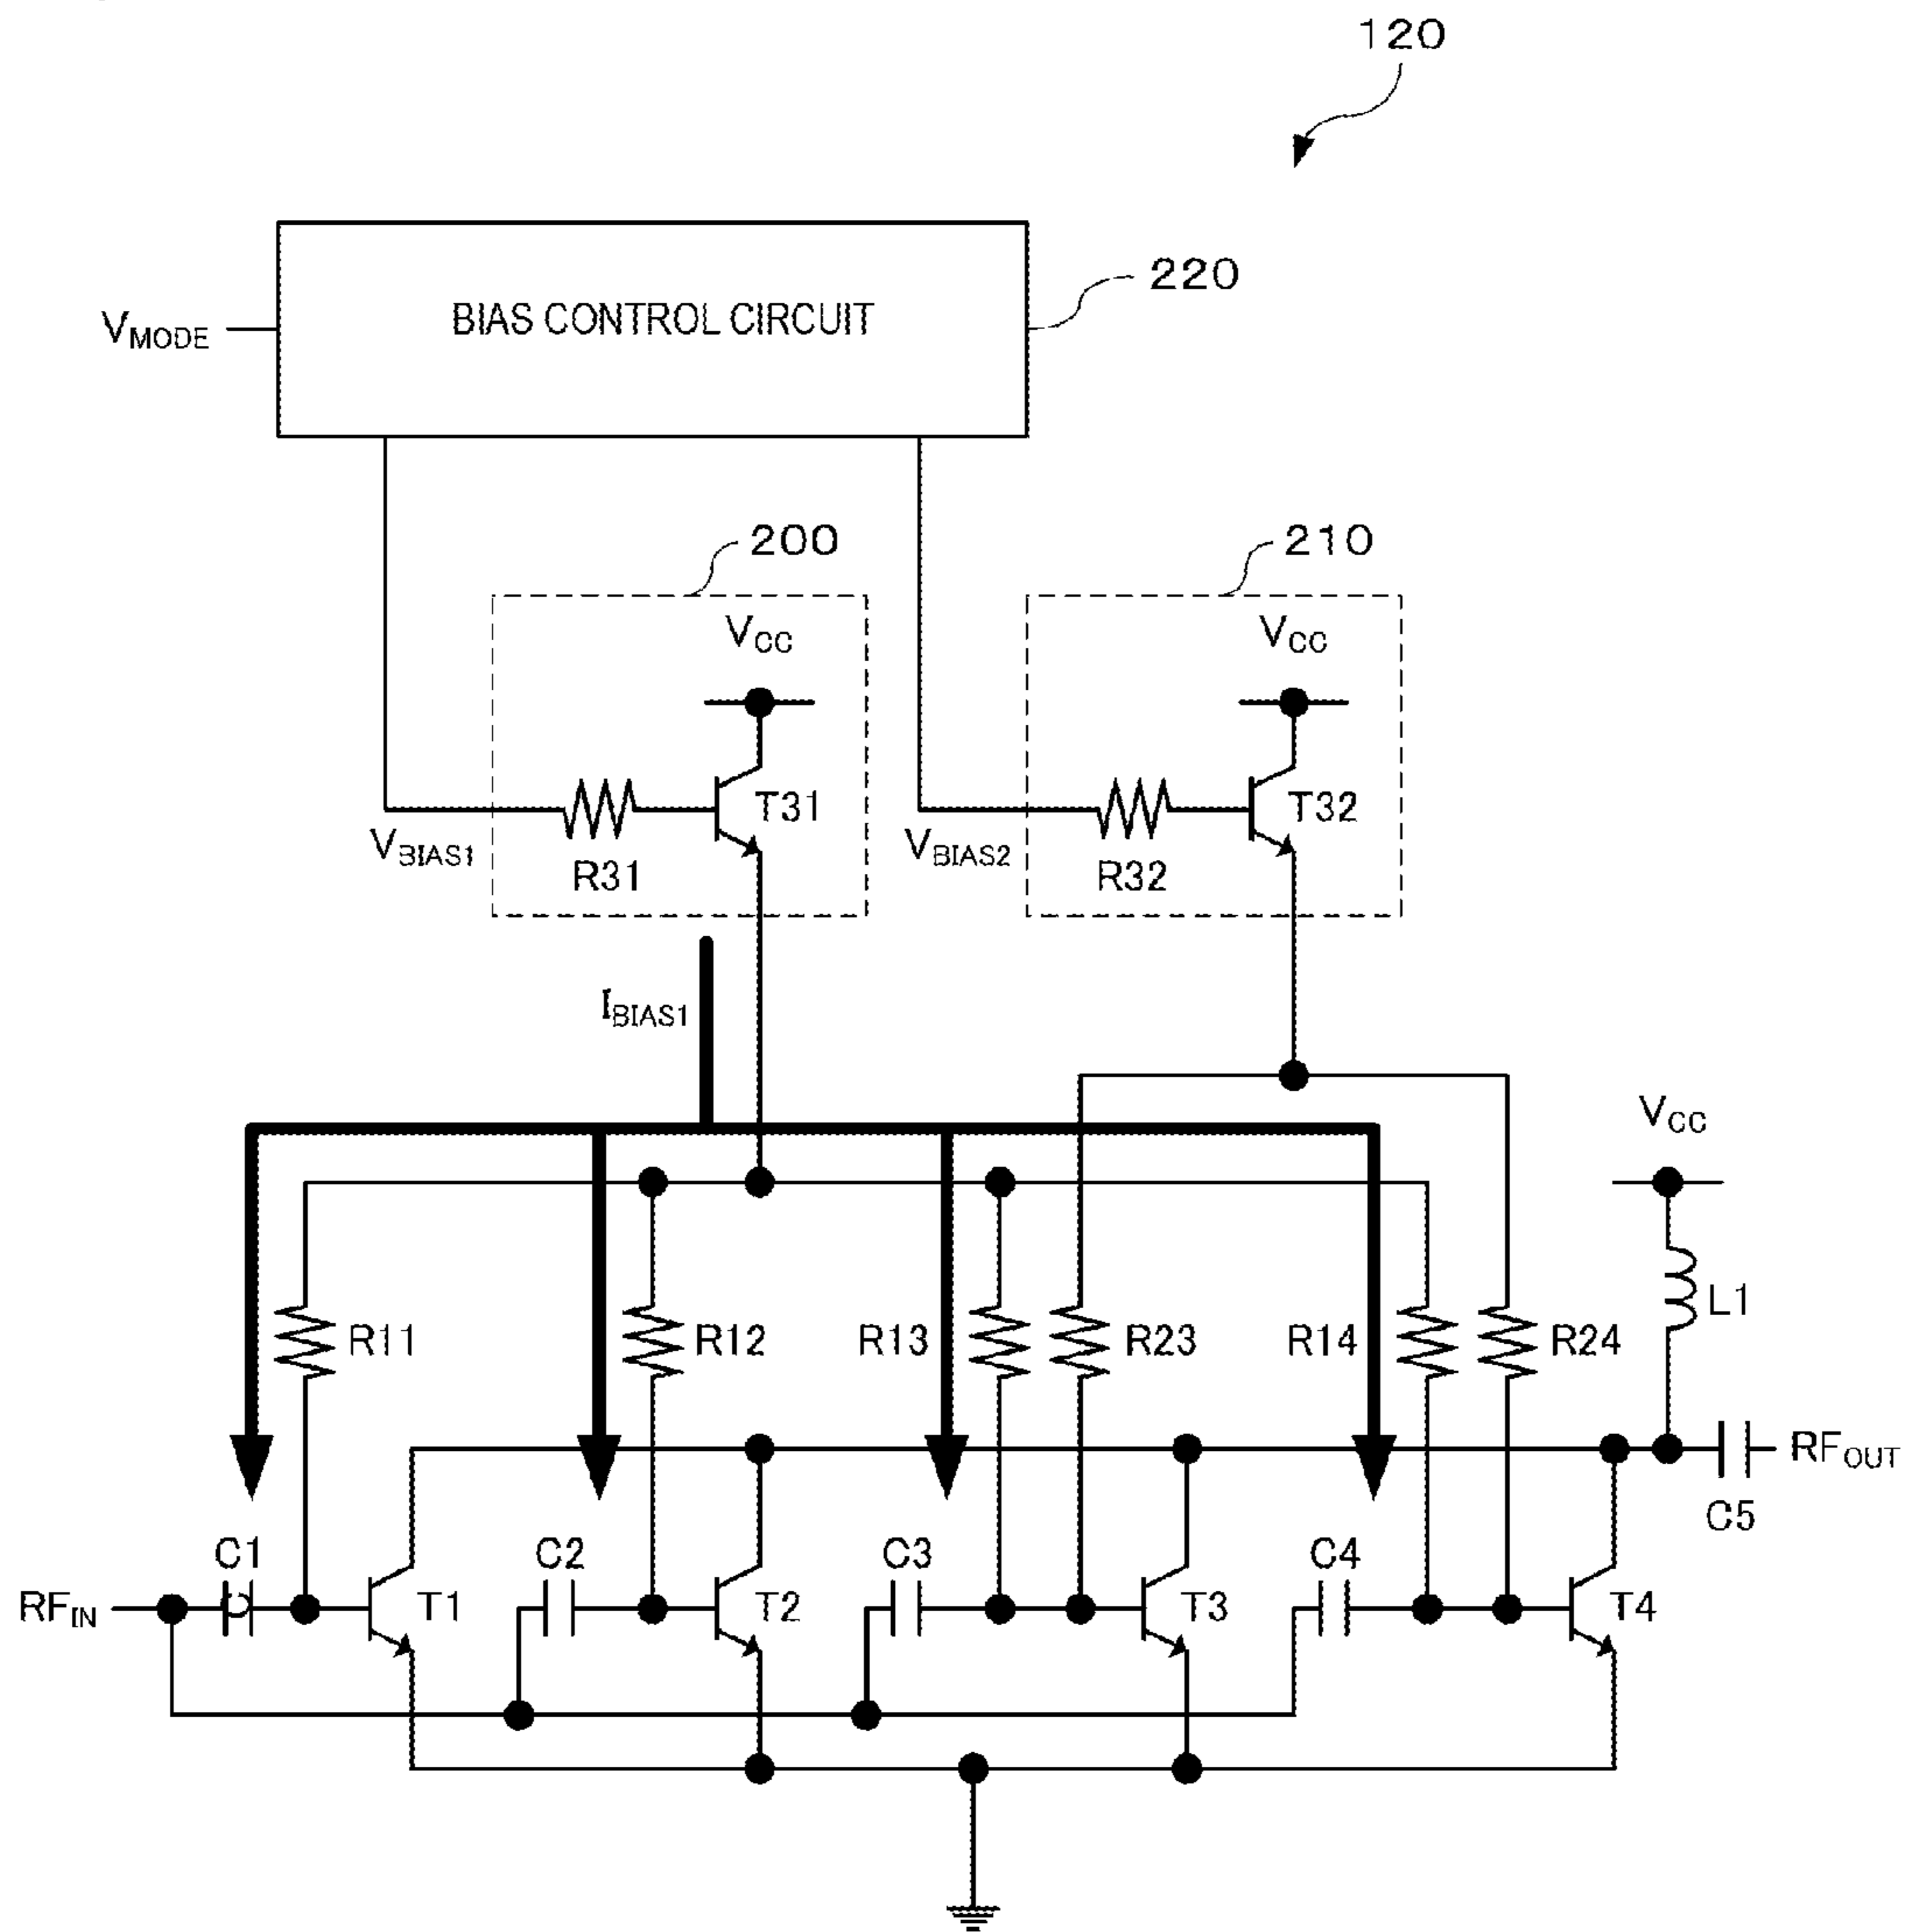 120
BIAS CONTROL CIRCUIT
220
VMODE
200
210
VCC
VCC
T31
T32
VBIAS1
R31
VBIAS2
R32
IBIAS1
VCC
L1
R11
R12
R13
R23
R14
R24
RFOUT
C5
C1
C2
C3
C4
RFIN
T1
T2
T3
T4